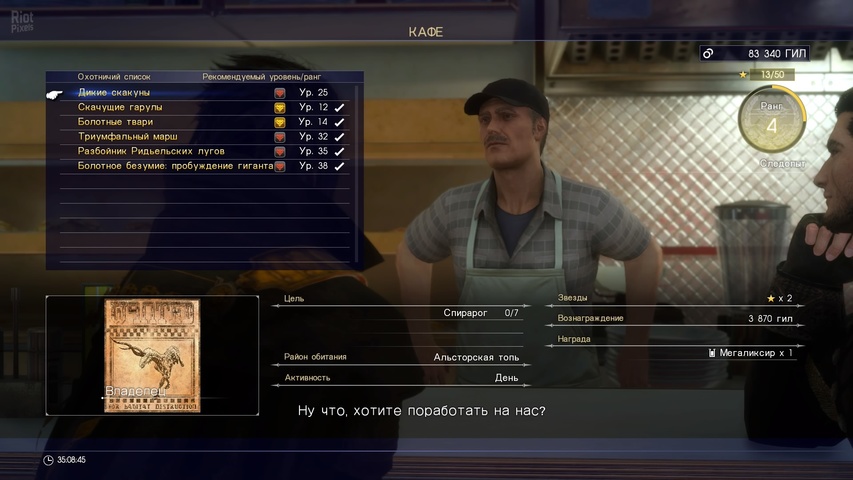 Riot
Pixels
КАФЕ
83 340 ГИЛ
13/50
Ранг
4
Следопыт
Охотничий список Рекомендуемый уровень/ранг
Дикие скакуны Ур. 25
Скачущие гарулы Ур. 12
Болотные твари Ур. 14
Триумфальный марш Ур. 32
Разбойник Ридьельских лугов Ур. 35
Болотное безумие: пробуждение гиганта Ур. 38
Цель
Спирарог 0/7
Район обитания Альсторская топь
Активность День
Звезды x 2
Вознаграждение 3 870 гил
Награда
Мегаликсир x 1
Владелец
Ну что, хотите поработать на нас?
35:08:45